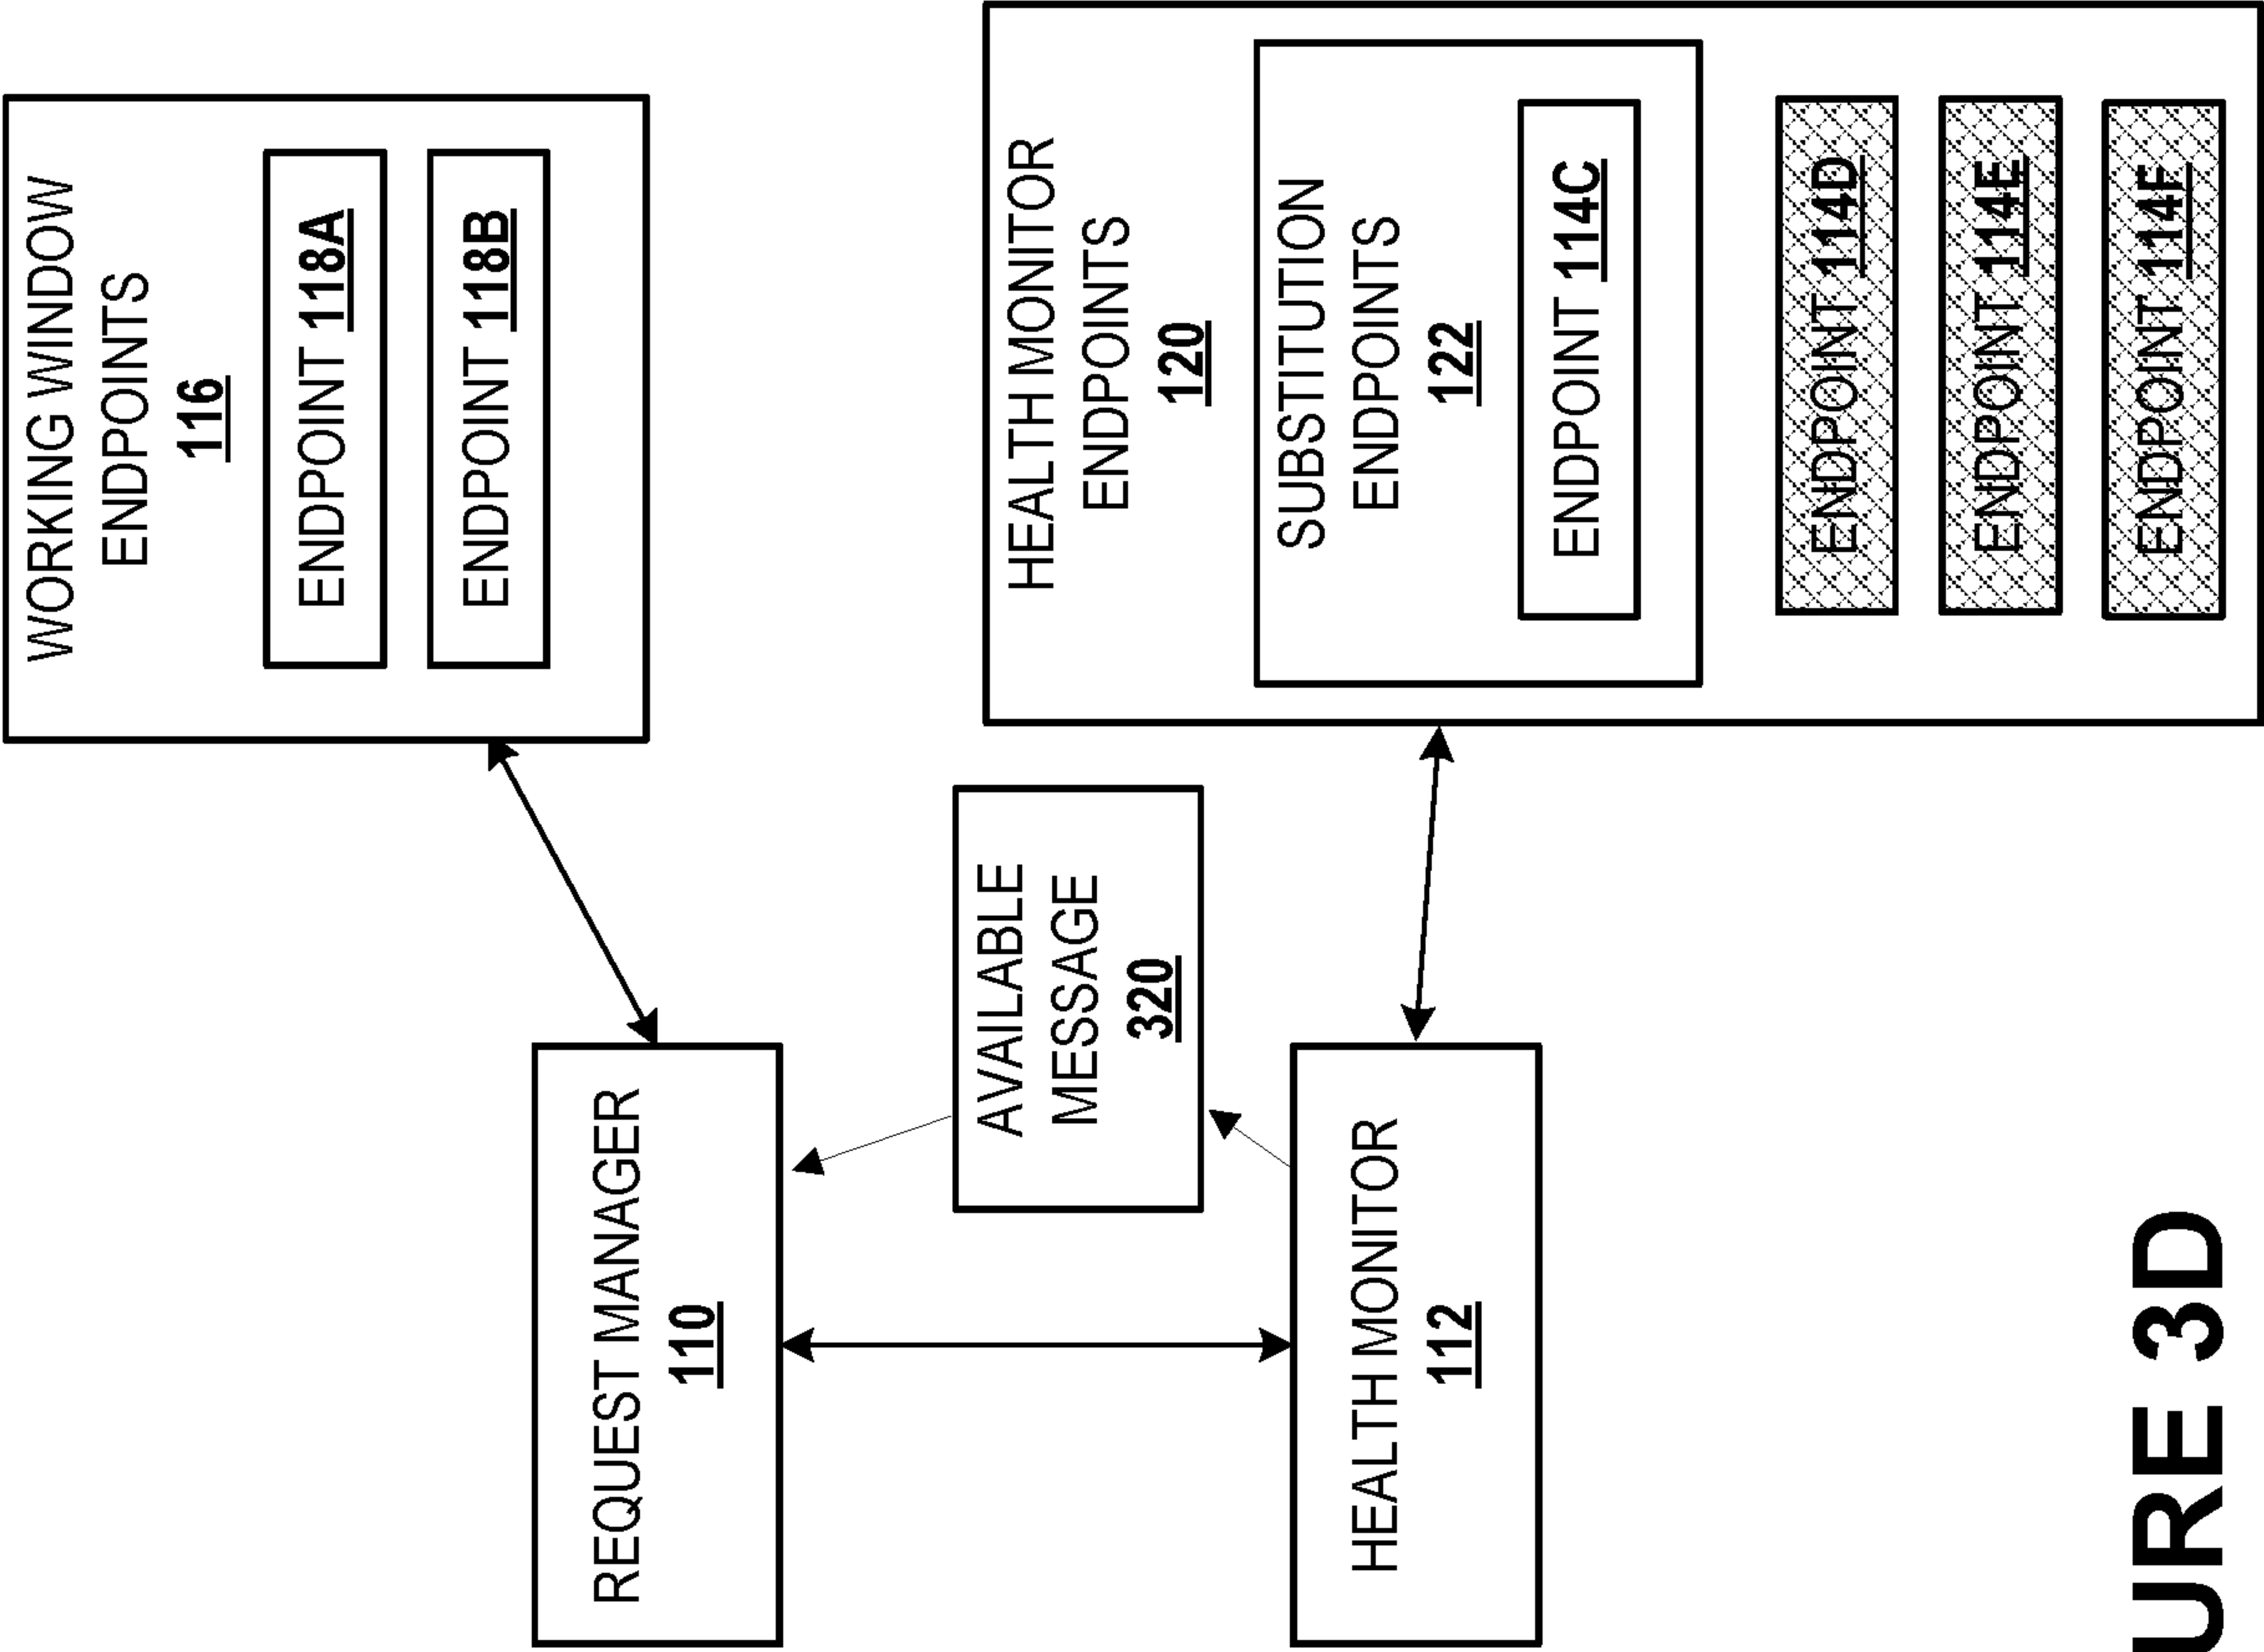 WORKING WINDOW
ENDPOINTS
116
ENDPOINT 118A
ENDPOINT 118B
REQUEST MANAGER
110
AVAILABLE
MESSAGE
320
HEALTH MONITOR
112
HEALTH MONITOR
ENDPOINTS
120
SUBSTITUTION
ENDPOINTS
122
ENDPOINT 114C
ENDPOINT 114D
ENDPOINT 114E
ENDPOINT 114F
URE 3D